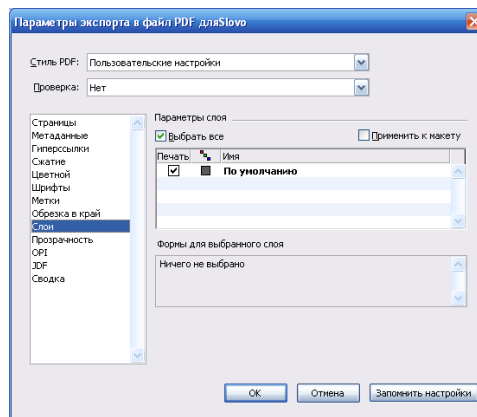 Параметры экспорта в файл PDF дляSlovo
Стиль PDF: Пользовательские настройки
Проверка: Нет
Страницы
Метаданные
Гиперссылки
Сжатие
Цветной
Шрифты
Метки
Обрезка в край
Слои
Прозрачность
OPI
JDF
Сводка
Параметры слоя
Выбрать все
Применить к макету
Печать Имя
По умолчанию
Формы для выбранного слоя
Ничего не выбрано
OK Отмена Запомнить настройки